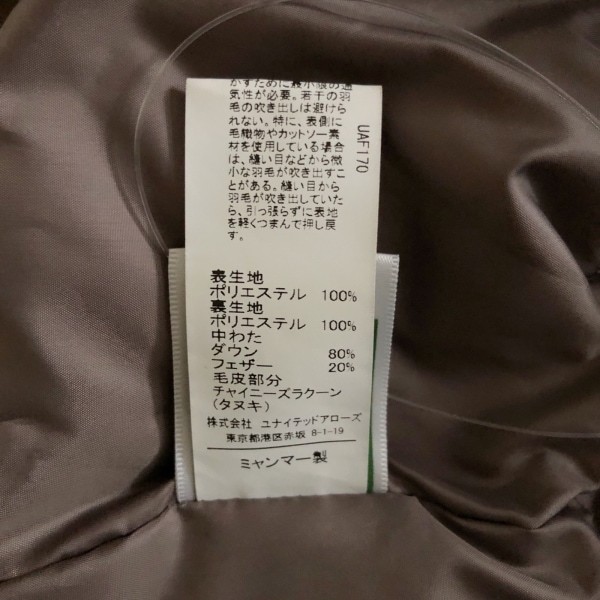 かすために表示限の通
気性が必要。若干の羽
毛の吹き出しは避けら
れない。特に、表側に
毛織物やカットソー素
材を使用している場合
は、縫い目などから微
小な羽毛が吹き出すこ
とがある。縫い目から
羽毛が吹き出していた
ら、引っ張らずに表地
を軽くつまんで押し戻
す。
UAF170
表生地
ポリエステル 100%
裏生地
ポリエステル 100%
中わた
ダウン 80%
フェザー 20%
毛皮部分
チャイニーズラクーン
(タヌキ)
株式会社 ユナイテッドアローズ
東京都港区赤坂 8-1-19
ミャンマー製